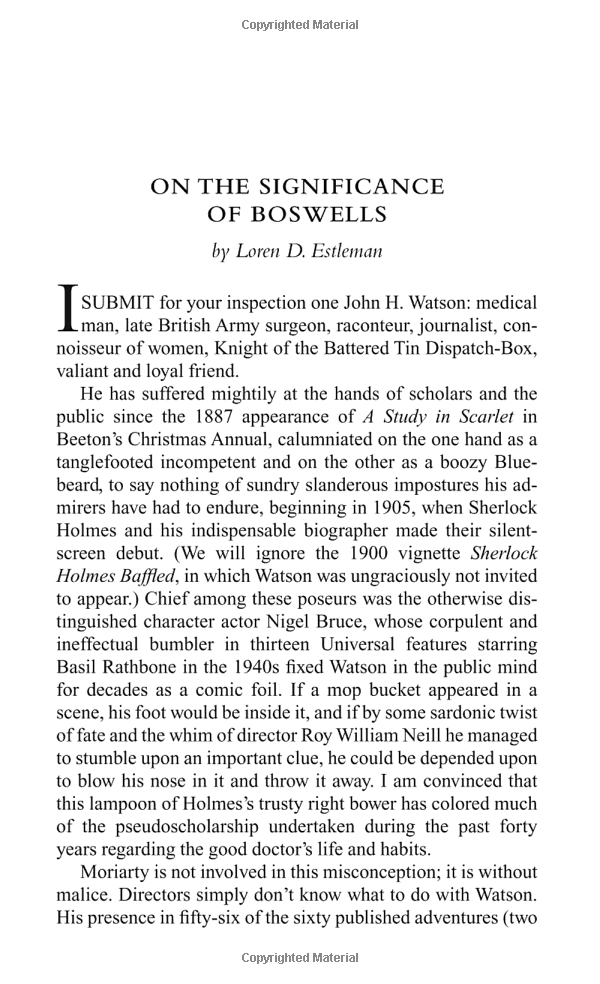 Copyrighted Material
ON THE SIGNIFICANCE
OF BOSWELLS
by Loren D. Estleman
I SUBMIT for your inspection one John H. Watson: medical
man, late British Army surgeon, raconteur, journalist, con-
noisseur of women, Knight of the Battered Tin Dispatch-Box,
valiant and loyal friend.
He has suffered mightily at the hands of scholars and the
public since the 1887 appearance of A Study in Scarlet in
Beeton's Christmas Annual, calumniated on the one hand as a
tanglefooted incompetent and on the other as a boozy Blue-
beard, to say nothing of sundry slanderous impostures his ad-
mirers have had to endure, beginning in 1905, when Sherlock
Holmes and his indispensable biographer made their silent-
screen debut. (We will ignore the 1900 vignette Sherlock
Holmes Baffled, in which Watson was ungraciously not invited
to appear.) Chief among these poseurs was the otherwise dis-
tinguished character actor Nigel Bruce, whose corpulent and
ineffectual bumbler in thirteen Universal features starring
Basil Rathbone in the 1940s fixed Watson in the public mind
for decades as a comic foil. If a mop bucket appeared in a
scene, his foot would be inside it, and if by some sardonic twist
of fate and the whim of director Roy William Neill he managed
to stumble upon an important clue, he could be depended upon
to blow his nose in it and throw it away. I am convinced that
this lampoon of Holmes's trusty right bower has colored much
of the pseudoscholarship undertaken during the past forty
years regarding the good doctor's life and habits.
Moriarty is not involved in this misconception; it is without
malice. Directors simply don't know what to do with Watson.
His presence in fifty-six of the sixty published adventures (two
Copyrighted Material